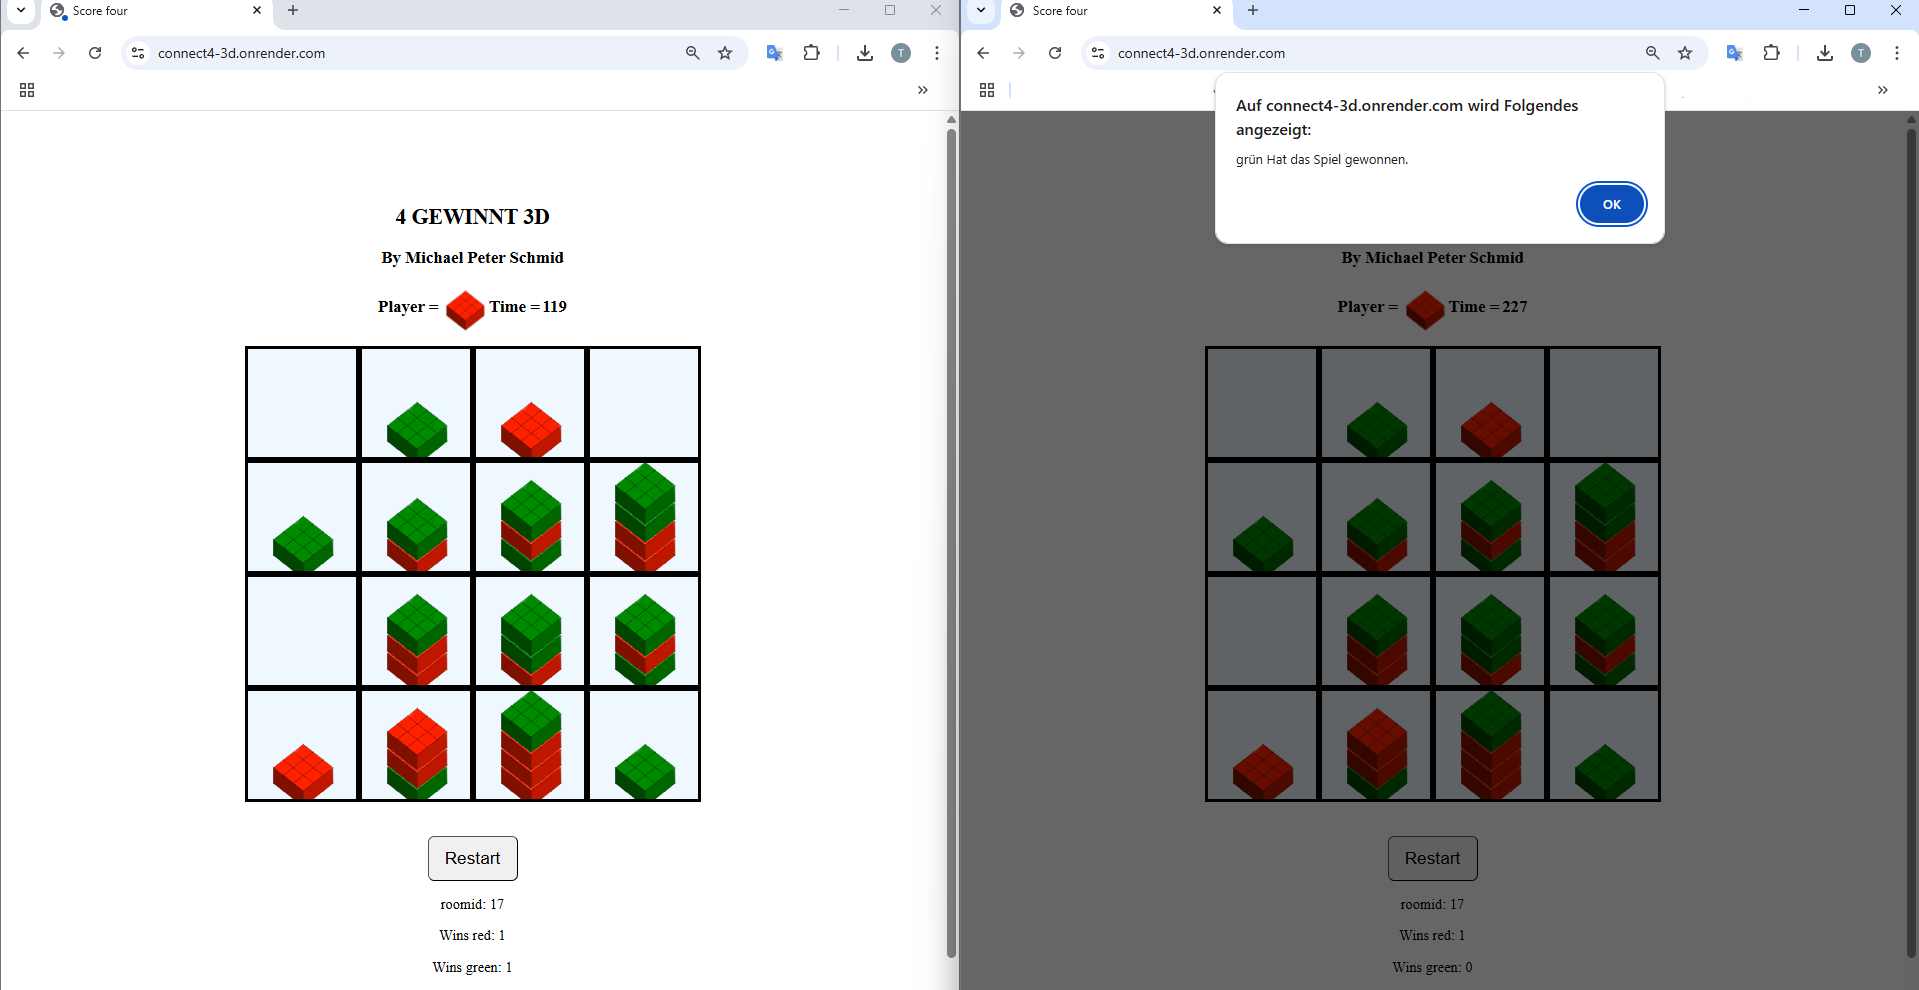 Score four
connect4-3d.onrender.com
T
4 GEWINNT 3D
By Michael Peter Schmid
Player = Time = 119
Restart
roomid: 17
Wins red: 1
Wins green: 1
Score four
connect4-3d.onrender.com
T
Auf connect4-3d.onrender.com wird Folgendes
angezeigt:
grün Hat das Spiel gewonnen.
OK
By Michael Peter Schmid
Player = Time = 227
Restart
roomid: 17
Wins red: 1
Wins green: 0